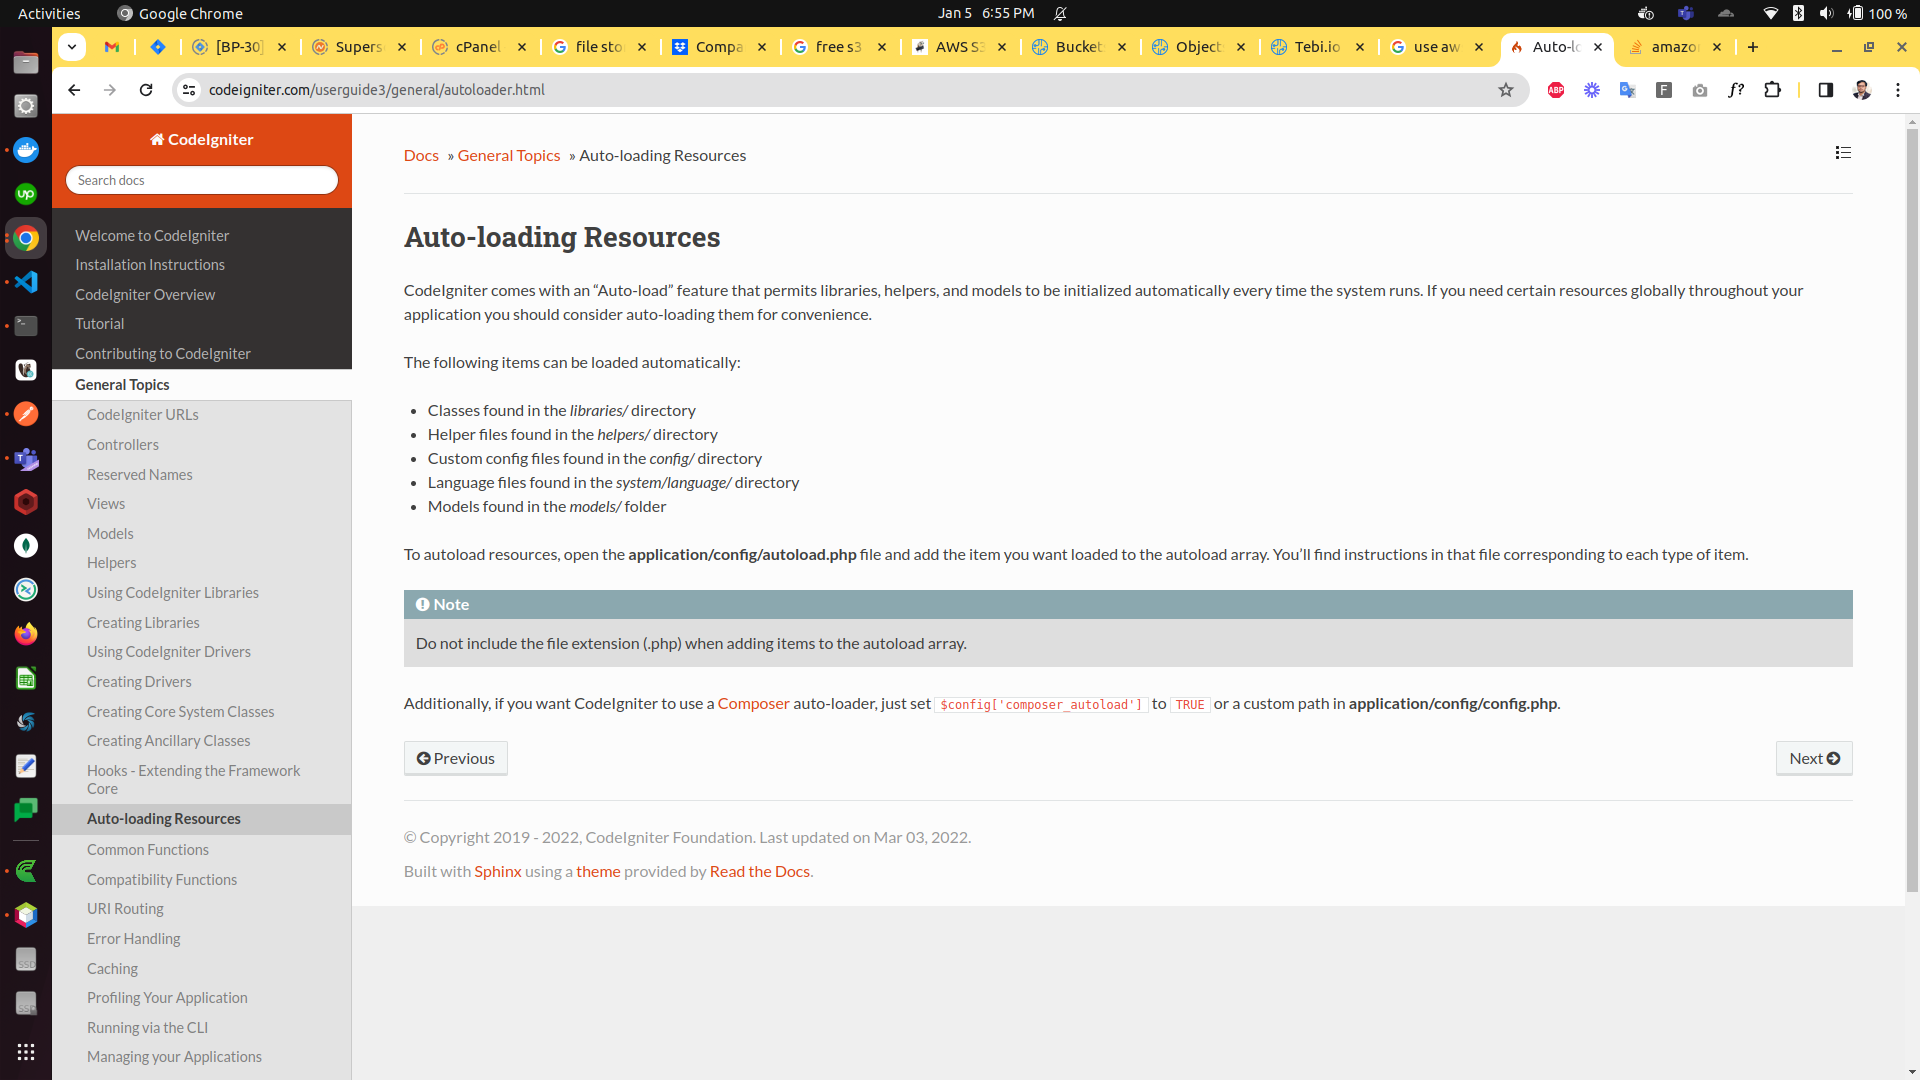 Activities
Google Chrome
Jan 5 6:55 PM
100 %
[BP-30]
Supers
cPanel
file sto
Compa
free s3
AWS S3
Bucket
Object
Tebi.io
use aw
Auto-lo
amazo
codeigniter.com/userguide3/general/autoloader.html
CodeIgniter
Search docs
Welcome to CodeIgniter
Installation Instructions
CodeIgniter Overview
Tutorial
Contributing to CodeIgniter
General Topics
CodeIgniter URLs
Controllers
Reserved Names
Views
Models
Helpers
Using CodeIgniter Libraries
Creating Libraries
Using CodeIgniter Drivers
Creating Drivers
Creating Core System Classes
Creating Ancillary Classes
Hooks - Extending the Framework
Core
Auto-loading Resources
Common Functions
Compatibility Functions
URI Routing
Error Handling
Caching
Profiling Your Application
Running via the CLI
Managing your Applications
Docs » General Topics » Auto-loading Resources
Auto-loading Resources
CodeIgniter comes with an “Auto-load” feature that permits libraries, helpers, and models to be initialized automatically every time the system runs. If you need certain resources globally throughout your
application you should consider auto-loading them for convenience.
The following items can be loaded automatically:
• Classes found in the libraries/ directory
• Helper files found in the helpers/ directory
• Custom config files found in the config/ directory
• Language files found in the system/language/ directory
• Models found in the models/ folder
To autoload resources, open the application/config/autoload.php file and add the item you want loaded to the autoload array. You’ll find instructions in that file corresponding to each type of item.
Note
Do not include the file extension (.php) when adding items to the autoload array.
Additionally, if you want CodeIgniter to use a Composer auto-loader, just set $config['composer_autoload'] to TRUE or a custom path in application/config/config.php.
Previous
Next
© Copyright 2019 - 2022, CodeIgniter Foundation. Last updated on Mar 03, 2022.
Built with Sphinx using a theme provided by Read the Docs.